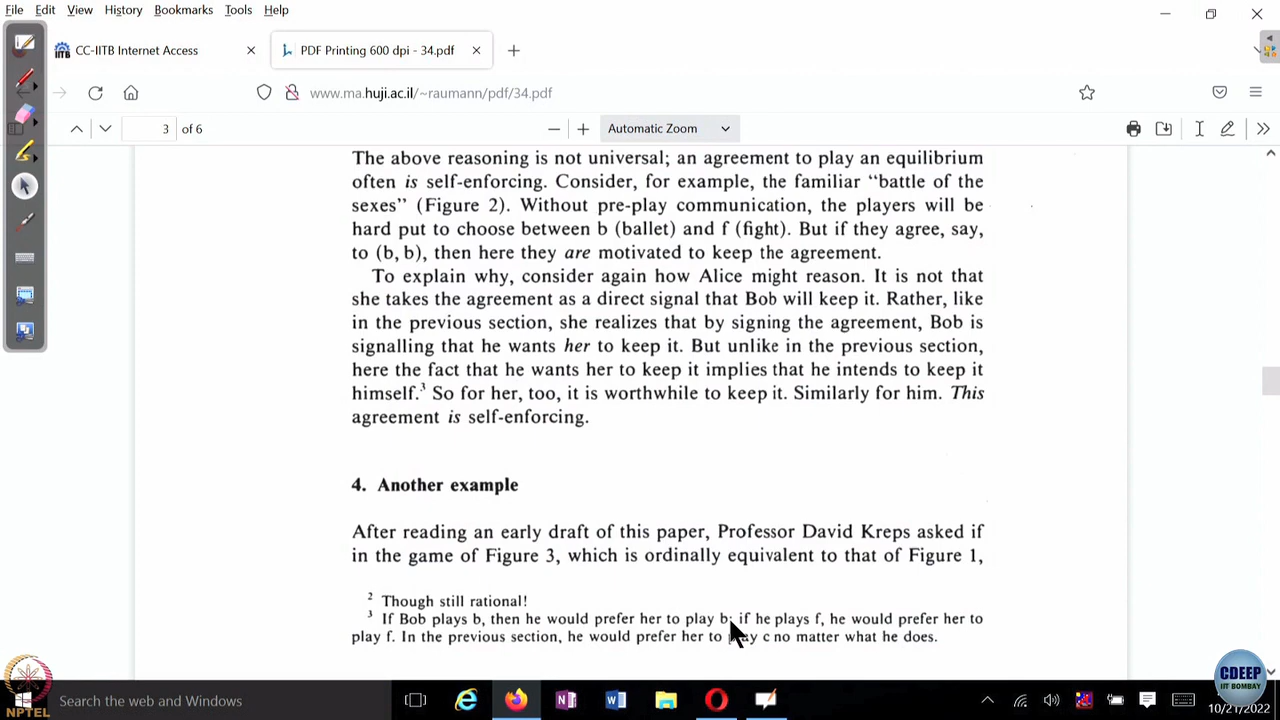 File Edit View History Bookmarks Tools Help
CC-IITB Internet Access
PDF Printing 600 dpi - 34.pdf
www.ma.huji.ac.il/~raumann/pdf/34.pdf
3 of 6
Automatic Zoom
The above reasoning is not universal; an agreement to play an equilibrium
often is self-enforcing. Consider, for example, the familiar “battle of the
sexes” (Figure 2). Without pre-play communication, the players will be
hard put to choose between b (ballet) and f (fight). But if they agree, say,
to (b, b), then here they are motivated to keep the agreement.
To explain why, consider again how Alice might reason. It is not that
she takes the agreement as a direct signal that Bob will keep it. Rather, like
in the previous section, she realizes that by signing the agreement, Bob is
signalling that he wants her to keep it. But unlike in the previous section,
here the fact that he wants her to keep it implies that he intends to keep it
himself.³ So for her, too, it is worthwhile to keep it. Similarly for him. This
agreement is self-enforcing.
4. Another example
After reading an early draft of this paper, Professor David Kreps asked if
in the game of Figure 3, which is ordinally equivalent to that of Figure 1,
² Though still rational!
³ If Bob plays b, then he would prefer her to play b; if he plays f, he would prefer her to
play f. In the previous section, he would prefer her to play c no matter what he does.
Search the web and Windows
10/21/2022
NPTEL
CDEEP
IIT BOMBAY